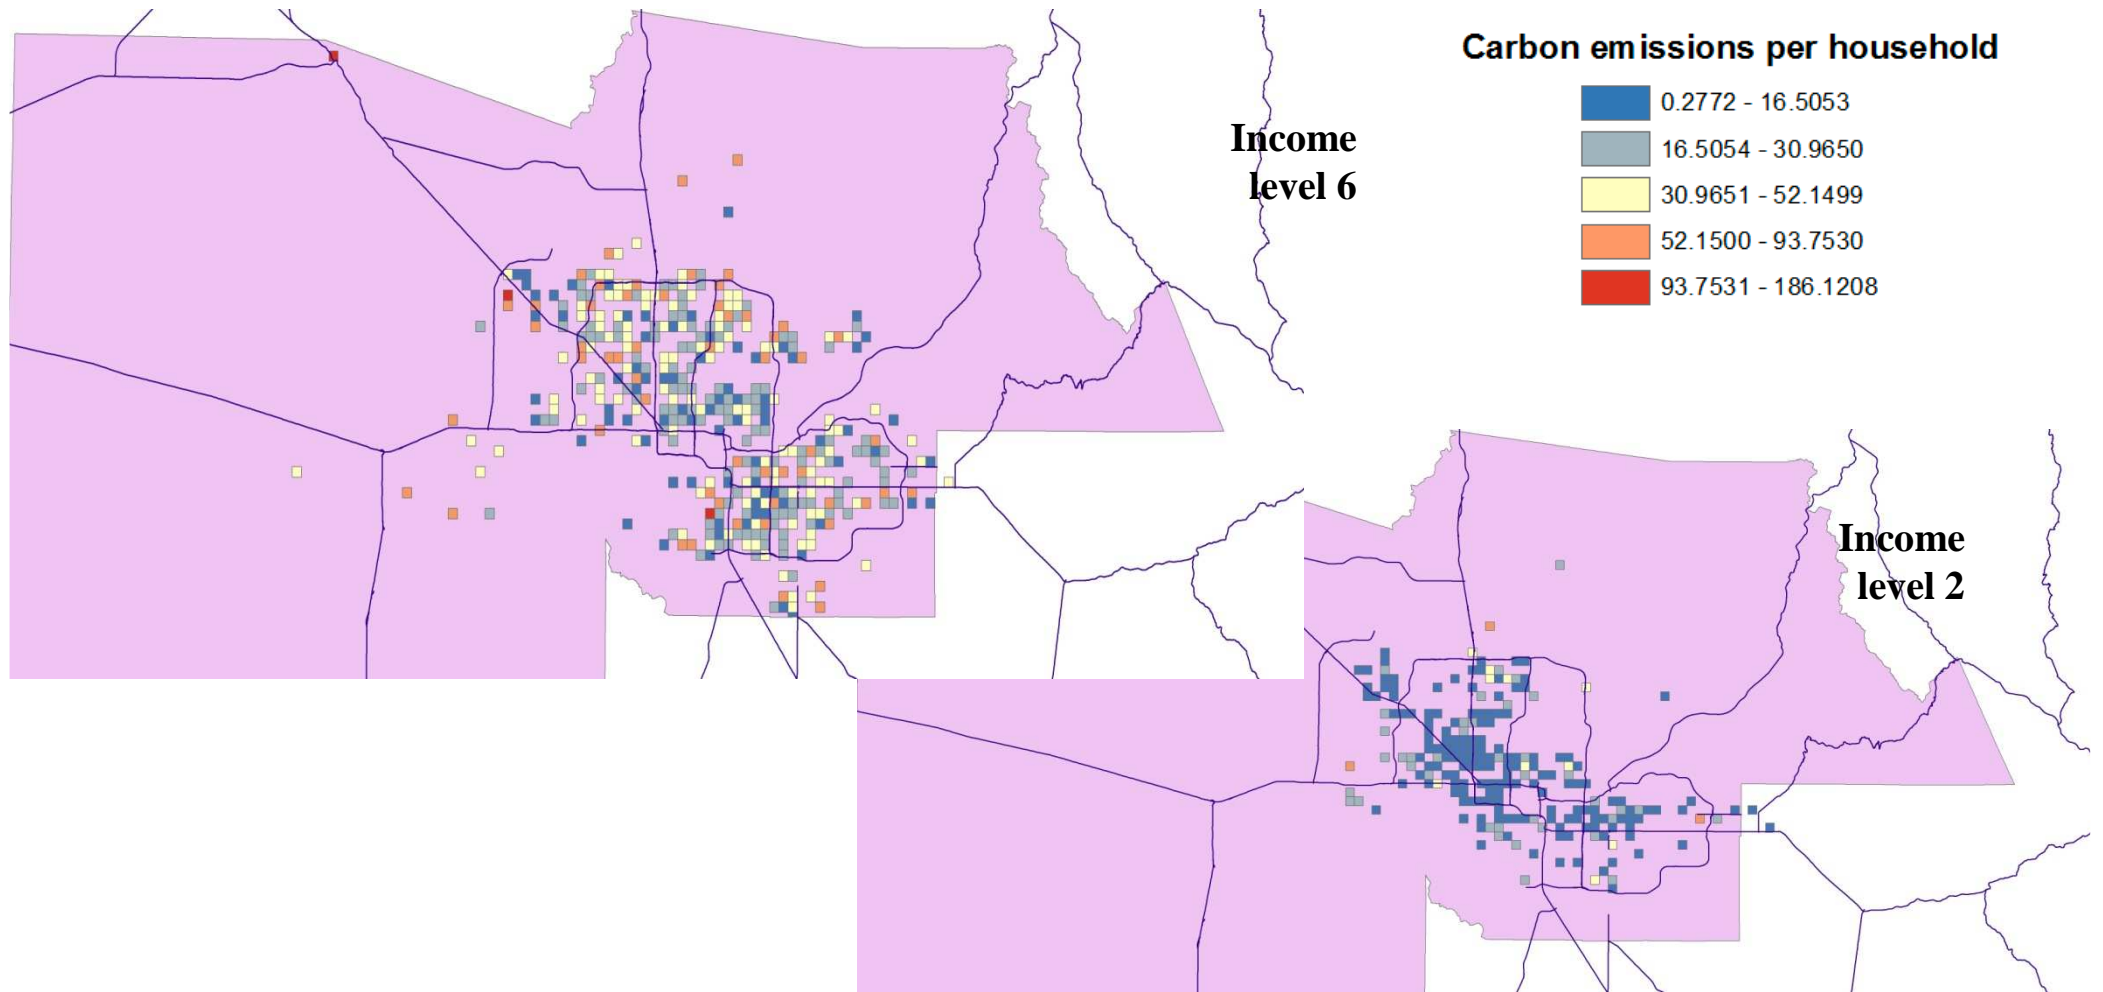 Carbon emissions per household
0.2772 - 16.5053
16.5054 - 30.9650
30.9651 - 52.1499
52.1500 - 93.7530
93.7531 - 186.1208
Income
level 6
Income
level 2